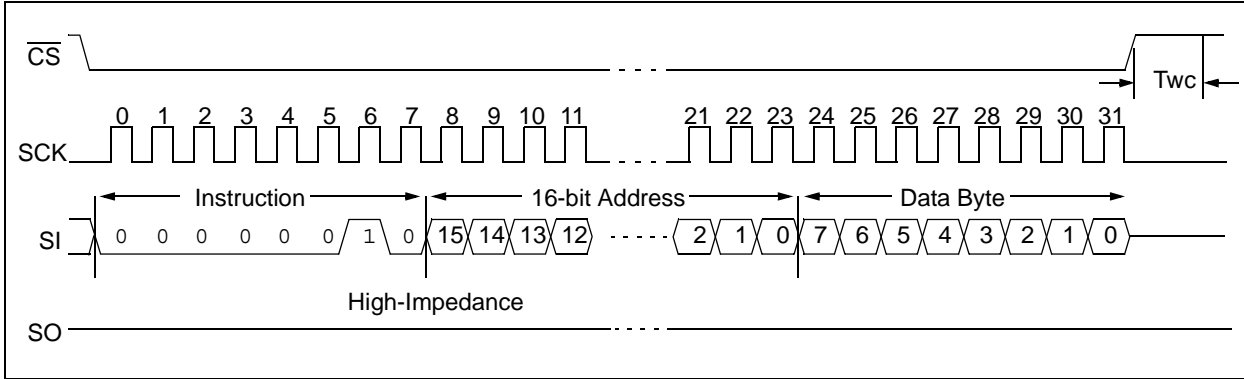 CS
Twc
0 1 2 3 4 5 6 7 8 9 10 11 21 22 23 24 25 26 27 28 29 30 31
SCK
Instruction 16-bit Address Data Byte
SI 0 0 0 0 0 0 1 0 15 14 13 12 2 1 0 7 6 5 4 3 2 1 0
High-Impedance
SO